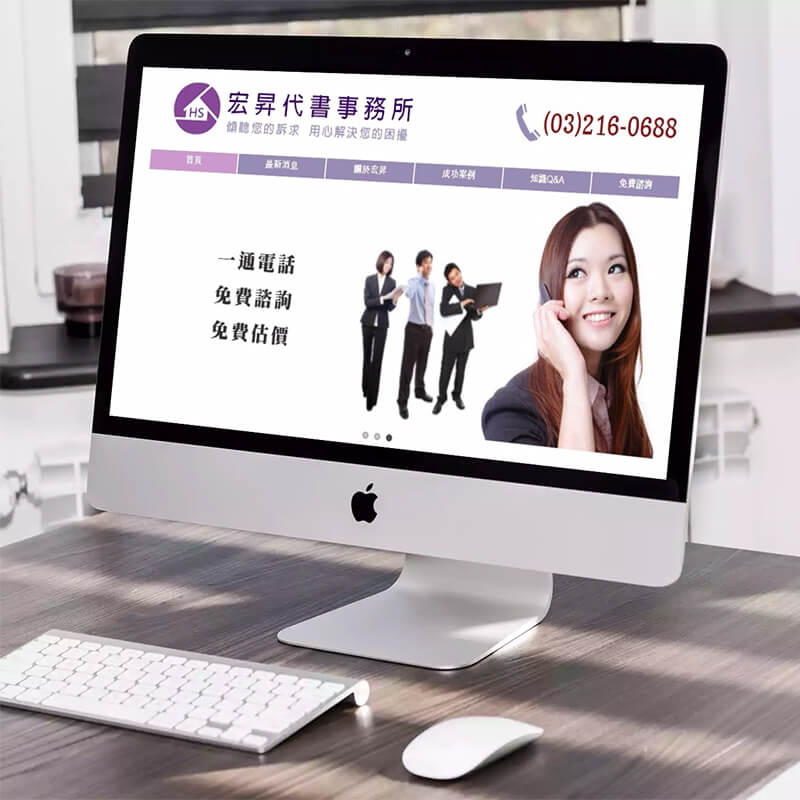 HS
宏昇代書事務所
傾聽您的訴求 用心解決您的困擾
(03)216-0688
首頁 最新消息 關於宏昇 成功案例 知識Q&A 免費諮詢
一通電話
免費諮詢
免費估價